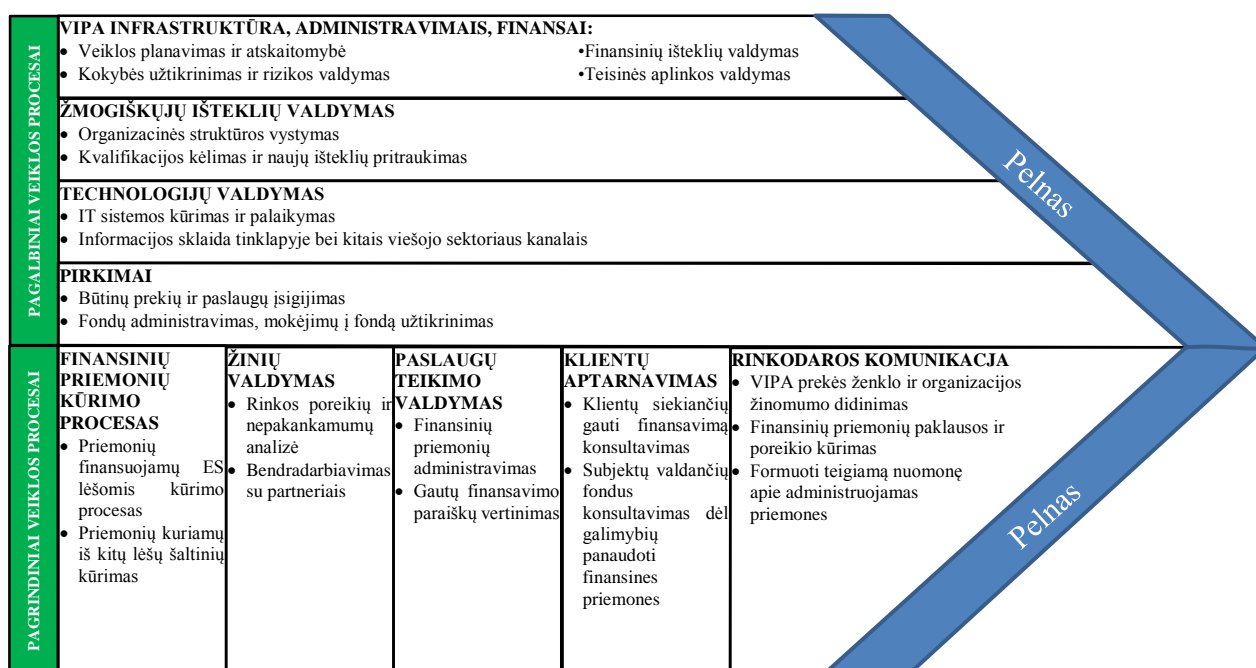 PAGALBINIAI VEIKLOS PROCESAI
VIPA INFRASTRUKTŪRA, ADMINISTRAVIMAIS, FINANSAI:
• Veiklos planavimas ir atskaitomybė
• Kokybės užtikrinimas ir rizikos valdymas
•Finansinių išteklių valdymas
•Teisinės aplinkos valdymas
ŽMOGIŠKŲJŲ IŠTEKLIŲ VALDYMAS
• Organizacinės struktūros vystymas
• Kvalifikacijos kėlimas ir naujų išteklių pritraukimas
TECHNOLOGIJŲ VALDYMAS
• IT sistemos kūrimas ir palaikymas
• Informacijos sklaida tinklapyje bei kitais viešojo sektoriaus kanalais
PIRKIMAI
• Būtinų prekių ir paslaugų įsigijimas
• Fondų administravimas, mokėjimų į fondą užtikrinimas
Pelnas
PAGRINDINIAI VEIKLOS PROCESAI
FINANSINIŲ
PRIEMONIŲ
KŪRIMO
PROCESAS
• Priemonių
finansuojamų ES
lėšomis kūrimo
procesas
• Priemonių kuriamų
iš kitų lėšų šaltinių
kūrimas
ŽINIŲ
VALDYMAS
• Rinkos poreikių ir
nepakankamumų
analizė
• Bendradarbiavimas
su partneriais
PASLAUGŲ
TEIKIMO
VALDYMAS
• Finansinių
priemonių
administravimas
• Gautų finansavimo
paraiškų vertinimas
KLIENTŲ
APTARNAVIMAS
• Klientų siekiančių
gauti finansavimą
konsultavimas
• Subjektų valdančių
fondus
konsultavimas dėl
galimybių
panaudoti
finansines
priemones
RINKODAROS KOMUNIKACJA
• VIPA prekės ženklo ir organizacijos
žinomumo didinimas
• Finansinių priemonių paklausos ir
poreikio kūrimas
• Formuoti teigiamą nuomonę
apie administruojamas
priemones
Pelnas